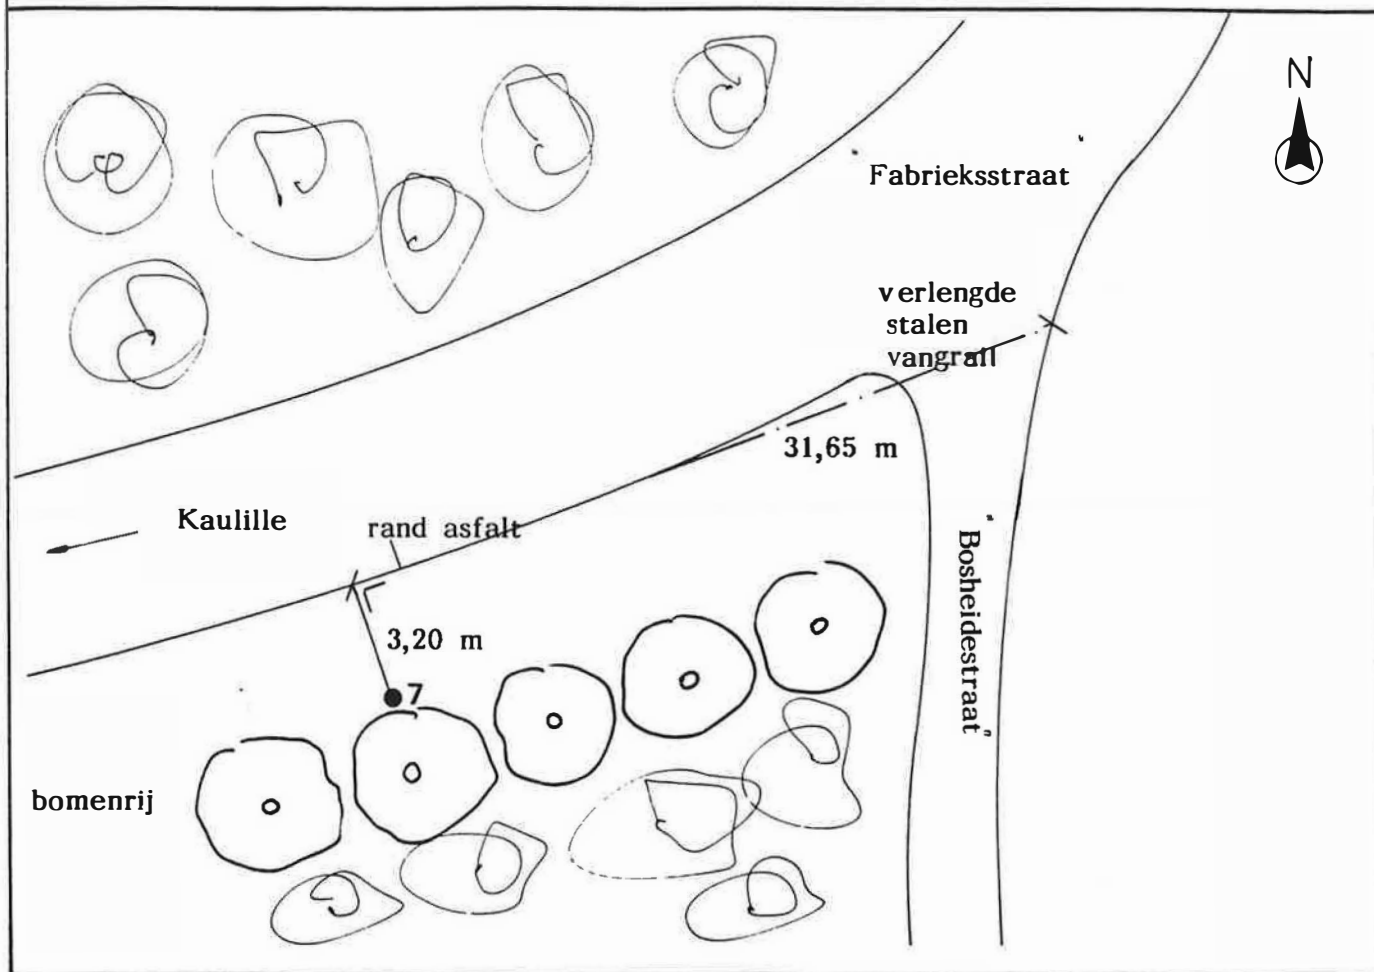 N
" Fabrieksstraat "
verlengde
stalen
vangrail
31,65 m
Kaulille
rand asfalt
"Bosheidestraat"
3,20 m
7
bomenrij